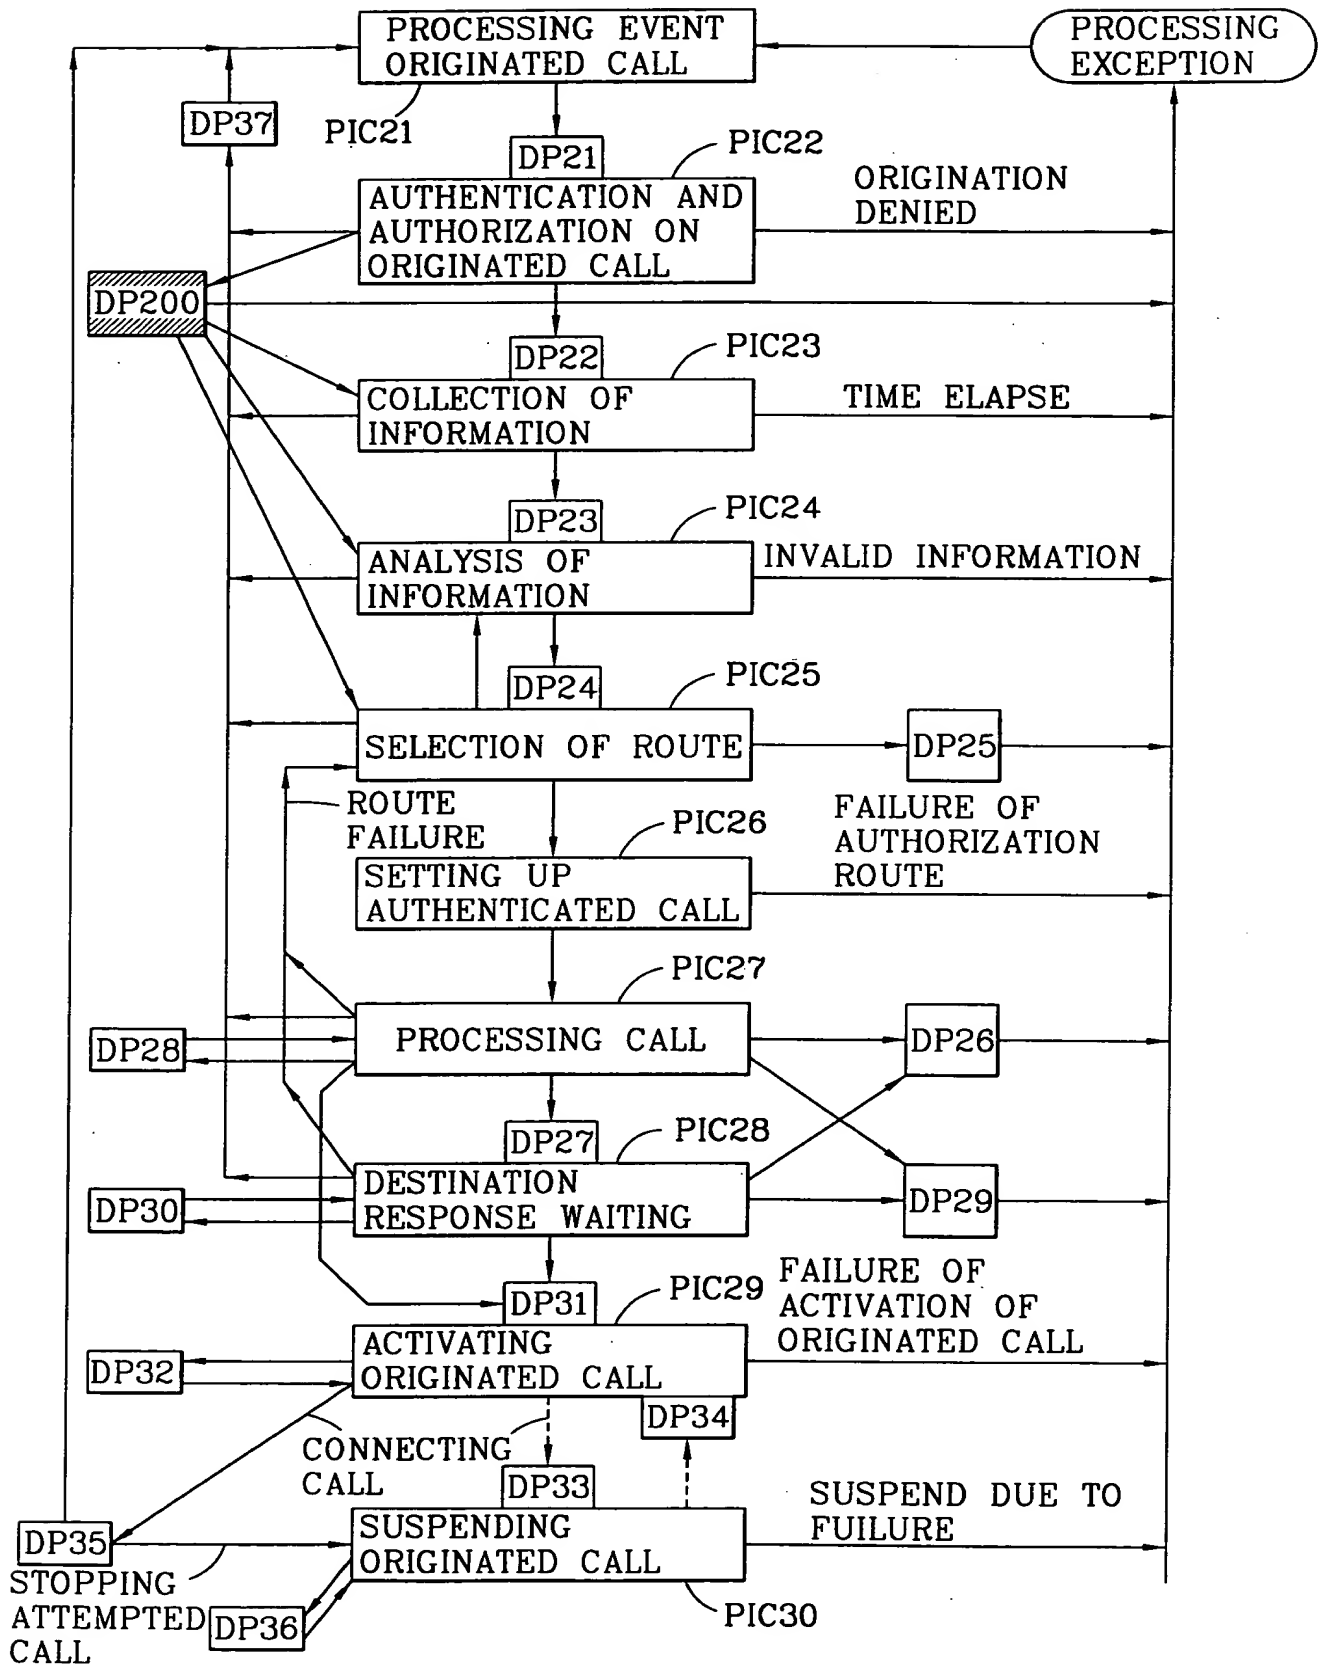 PROCESSING EVENT
ORIGINATED CALL
PROCESSING
EXCEPTION
DP37
PIC21
DP21
PIC22
AUTHENTICATION AND
AUTHORIZATION ON
ORIGINATED CALL
ORIGINATION
DENIED
DP200
DP22
PIC23
COLLECTION OF
INFORMATION
TIME ELAPSE
DP23
PIC24
ANALYSIS OF
INFORMATION
INVALID INFORMATION
DP24
PIC25
SELECTION OF ROUTE
DP25
ROUTE
FAILURE
PIC26
FAILURE OF
AUTHORIZATION
ROUTE
SETTING UP
AUTHENTICATED CALL
PIC27
DP28
PROCESSING CALL
DP26
DP27
PIC28
DP30
DESTINATION
RESPONSE WAITING
DP29
DP31
PIC29
FAILURE OF
ACTIVATION OF
ORIGINATED CALL
DP32
ACTIVATING
ORIGINATED CALL
DP34
CONNECTING
CALL
DP33
SUSPEND DUE TO
FUILURE
DP35
SUSPENDING
ORIGINATED CALL
STOPPING
ATTEMPTED
CALL
DP36
PIC30